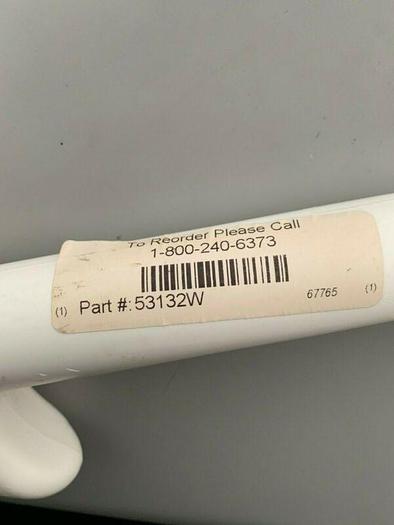 To Reorder Please Call
1-800-240-6373
(1) Part #: 53132W 67765 (1)